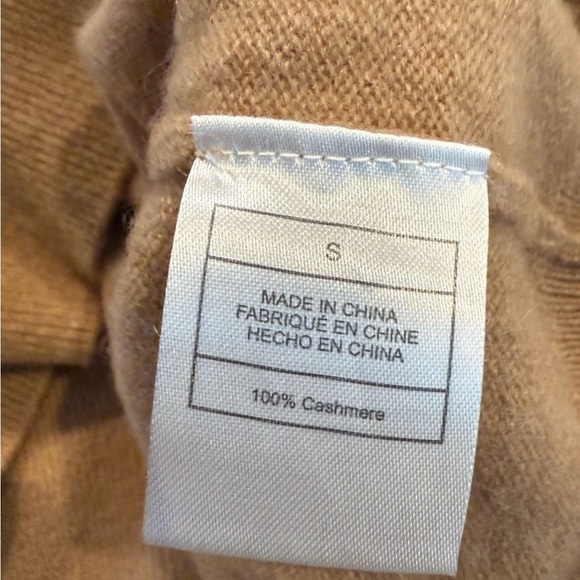 S
MADE IN CHINA
FABRIQUÉ EN CHINE
HECHO EN CHINA
100% Cashmere